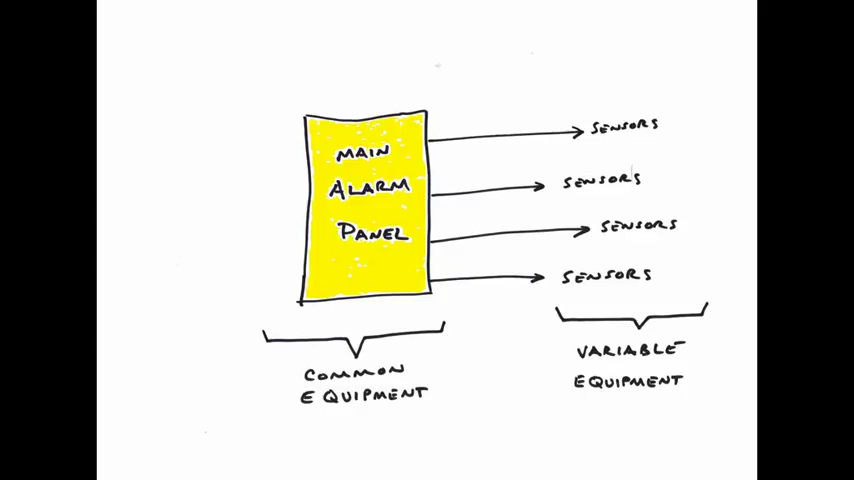 MAIN
ALARM
PANEL
SENSORS
SENSORS
SENSORS
SENSORS
COMMON
EQUIPMENT
VARIABLE
EQUIPMENT